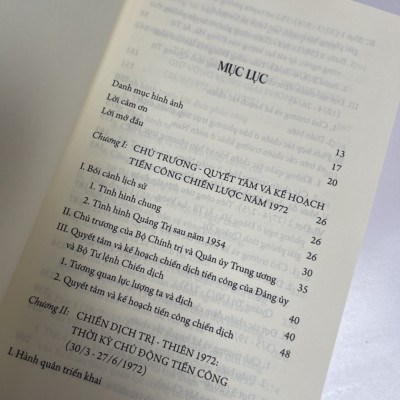 MỤC LỤC
Danh mục hình ảnh 13
Lời cảm ơn 17
Lời mở đầu 20
Chương I: CHỦ TRƯƠNG - QUYẾT TÂM VÀ KẾ HOẠCH
TIẾN CÔNG CHIẾN LƯỢC NĂM 1972 26
I. Bối cảnh lịch sử 26
1. Tình hình chung 26
2. Tình hình Quảng Trị sau năm 1954 30
II. Chủ trương của Bộ Chính trị và Quân ủy Trung ương 35
III. Quyết tâm và kế hoạch chiến dịch tiến công của Đảng ủy
và Bộ Tư lệnh Chiến dịch 40
1. Tương quan lực lượng ta và địch 40
2. Quyết tâm và kế hoạch tiến công chiến dịch 48
Chương II: CHIẾN DỊCH TRỊ - THIÊN 1972:
THỜI KỲ CHỦ ĐỘNG TIẾN CÔNG
(30/3 - 27/6/1972)
I. Hành quân triển khai